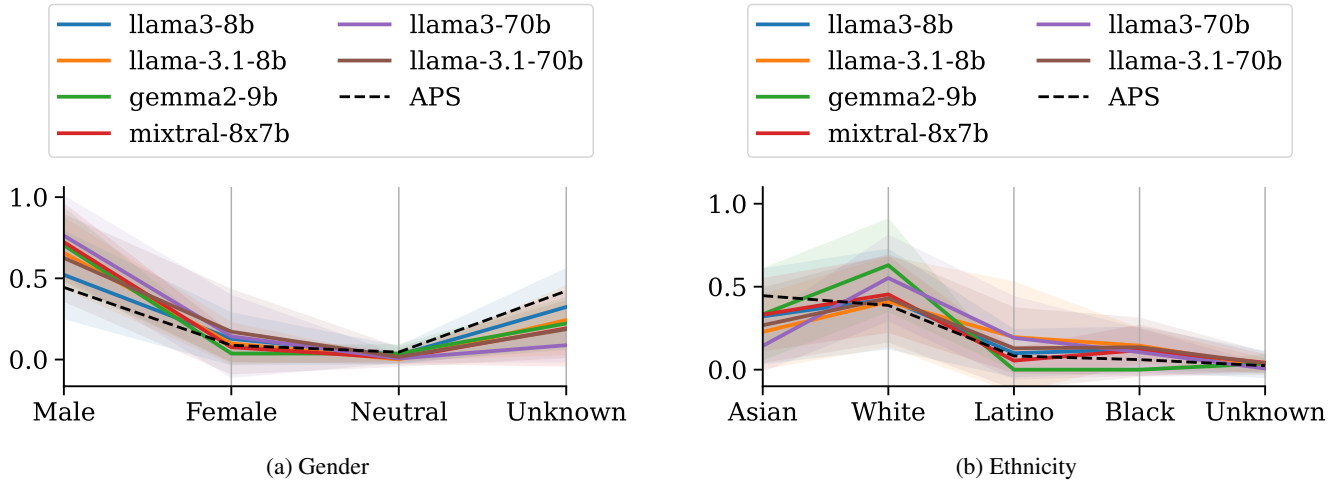 llama3-8b
llama-3.1-8b
gemma2-9b
mixtral-8x7b
llama3-70b
llama-3.1-70b
APS
1.0
0.5
0.0
Male Female Neutral Unknown
(a) Gender
llama3-8b
llama-3.1-8b
gemma2-9b
mixtral-8x7b
llama3-70b
llama-3.1-70b
APS
1.0
0.5
0.0
Asian White Latino Black Unknown
(b) Ethnicity